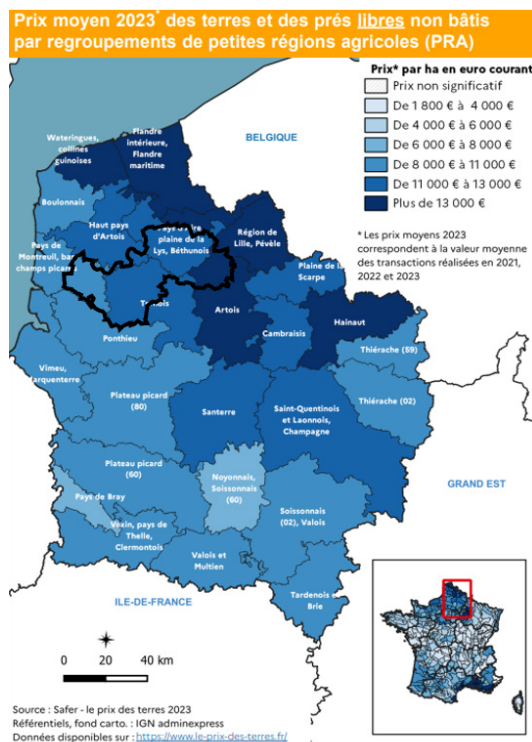 Prix moyen 2023* des terres et des prés libres non bâtis
par regroupements de petites régions agricoles (PRA)
Prix* par ha en euro courant
Prix non significatif
De 1 800 € à 4 000 €
De 4 000 € à 6 000 €
De 6 000 € à 8 000 €
De 8 000 € à 11 000 €
De 11 000 € à 13 000 €
Plus de 13 000 €
* Les prix moyens 2023
correspondent à la valeur moyenne
des transactions réalisées en 2021,
2022 et 2023
BELGIQUE
Flandre
intérieure,
Flandre
maritime
Wateringues,
collines
guinoises
Boulonnais
Haut pays
d'Artois
plaine de la
Lys, Béthunois
Région de
Lille, Pévèle
Pays de
Montreuil, bas
champs picards
Plaine de la
Scarpe
Artois
Hainaut
Cambraisis
Ponthieu
Thiérache (59)
Vimeu,
Plateau picard
(80)
Santerre
Saint-Quentinois
et Laonnois,
Champagne
Thiérache (02)
Plateau picard
(60)
Noyonnais,
Soissonnais
(60)
Pays de Bray
Soissonnais
(02), Valois
GRAND EST
Vexin, pays de
Thelle,
Clermontois
Valois et
Multien
Tardenois et
Brie
ILE-DE-FRANCE
0 20 40 km
Source : Safer - le prix des terres 2023
Référentiels, fond carto. : IGN adminexpress
Données disponibles sur : https://www.le-prix-des-terres.fr/